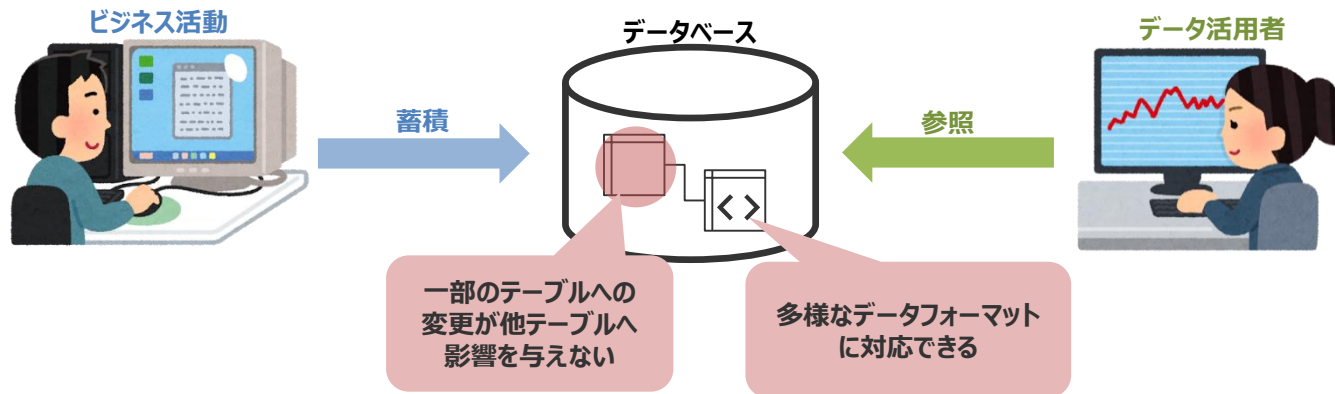 ビジネス活動
データベース
データ活用者
蓄積
参照
一部のテーブルへの
変更が他テーブルへ
影響を与えない
多様なデータフォーマット
に対応できる